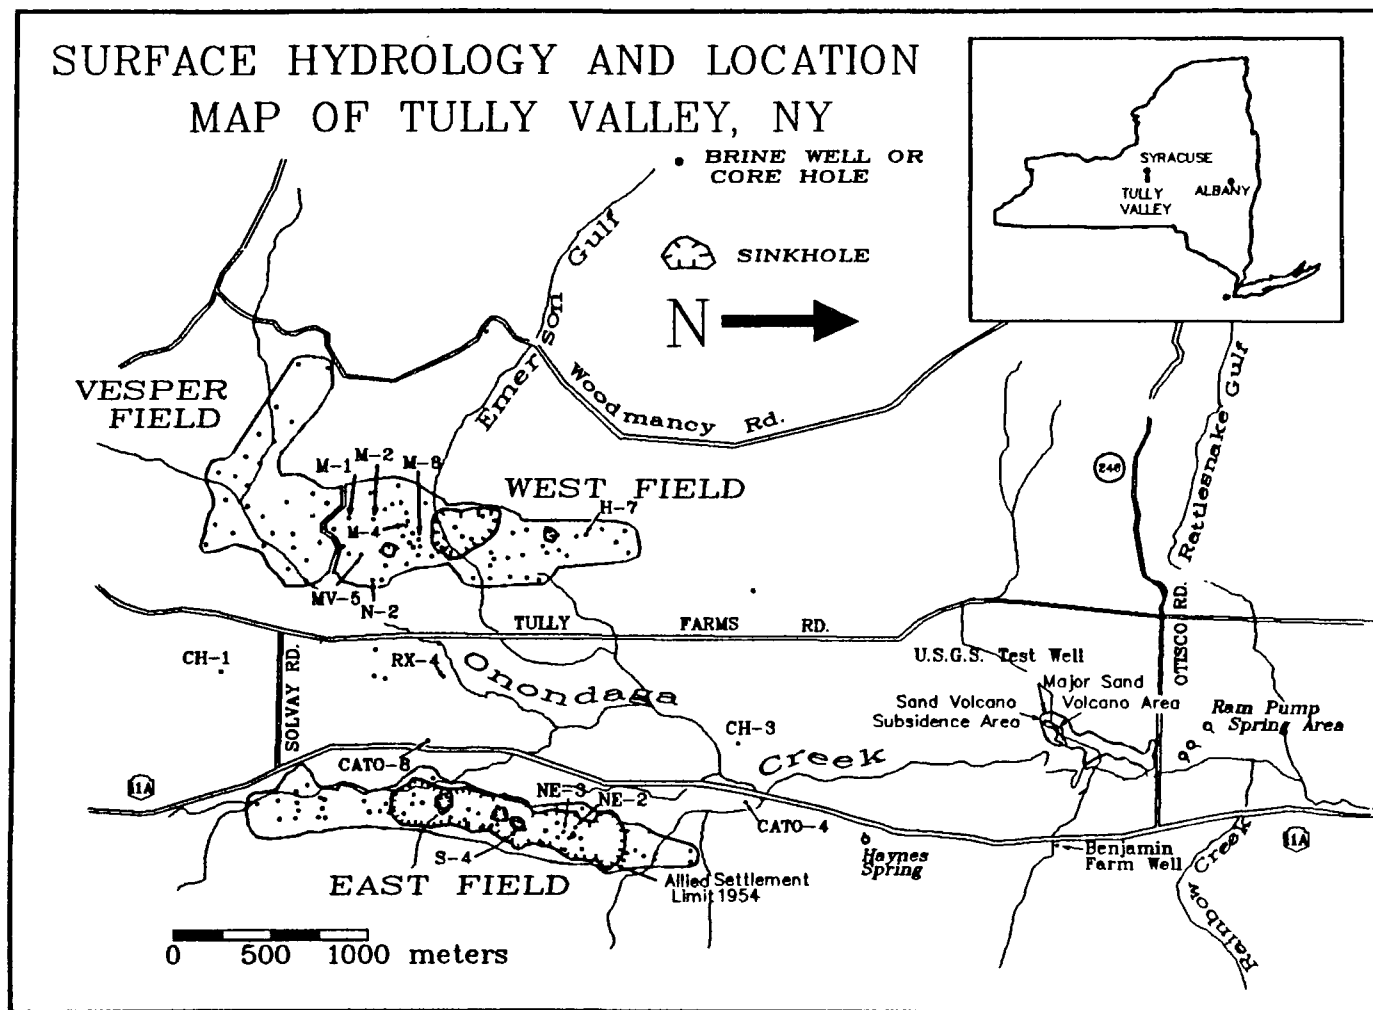 SURFACE HYDROLOGY AND LOCATION
MAP OF TULLY VALLEY, NY
BRINE WELL OR
CORE HOLE
SINKHOLE
N
SYRACUSE
TULLY
VALLEY
ALBANY
Emerson Gulf
Woodmancy Rd.
Rattlesnake Gulf
VESPER
FIELD
M-1
M-2
M-8
WEST FIELD
H-7
M-4
MV-5
N-2
246
TULLY FARMS RD.
OTISCO RD.
CH-1
SOLVAY RD.
RX-4
Onondaga Creek
U.S.G.S. Test Well
Major Sand
Volcano Area
Sand Volcano
Subsidence Area
Ram Pump
Spring Area
CH-3
CATO-8
11A
NE-3
NE-2
CATO-4
S-4
EAST FIELD
Allied Settlement
Limit 1954
Haynes
Spring
Benjamin
Farm Well
11A
Rainbow Creek
0 500 1000 meters